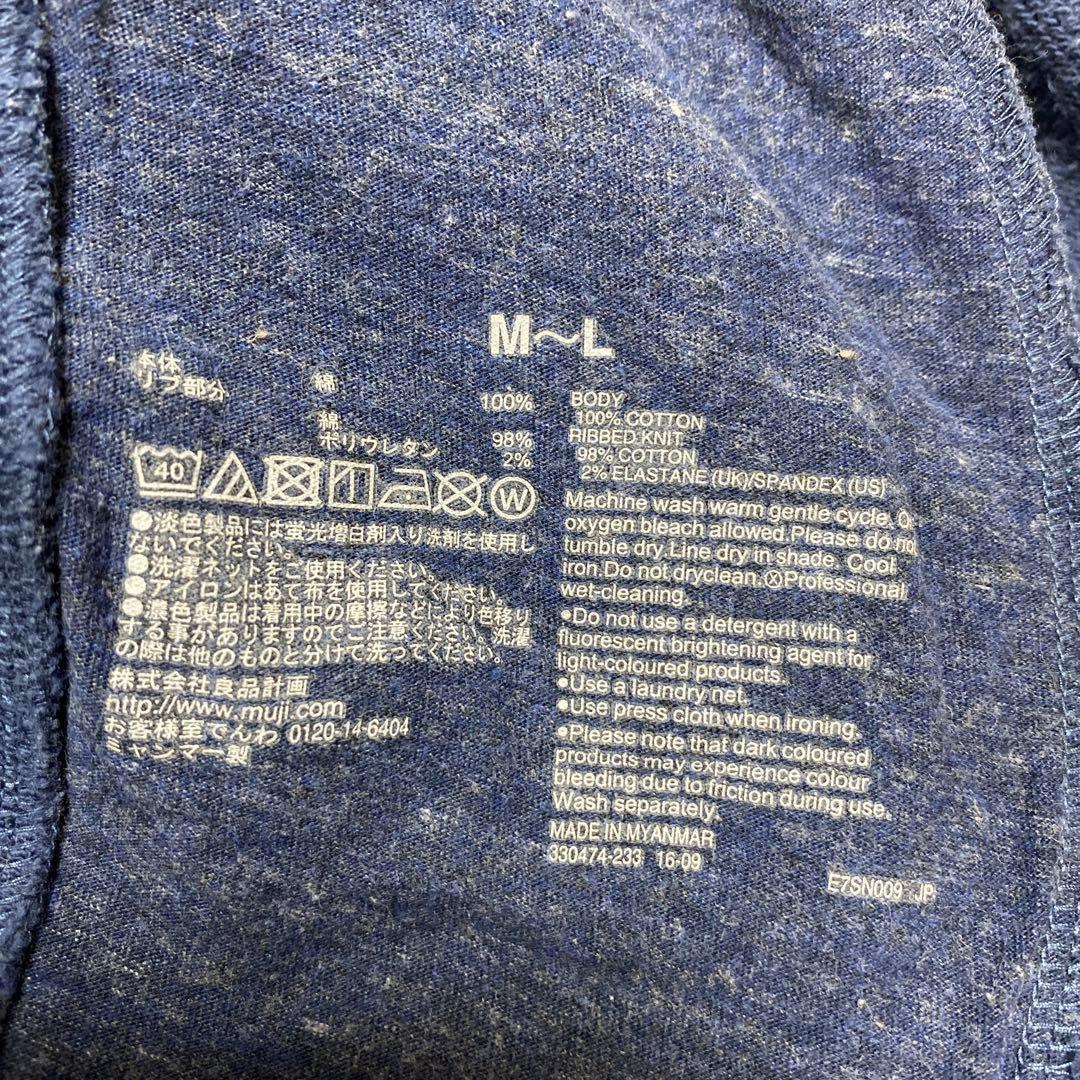 M〜L
本体
リブ部分
綿
100%
綿
98%
ポリウレタン
2%
40
W
●淡色製品には蛍光増白剤入り洗剤を使用し
ないでください。
●洗濯ネットをご使用ください。
●アイロンはあて布を使用してください。
●濃色製品は着用中の摩擦などにより色移り
する事がありますのでご注意ください。洗濯
の際は他のものと分けて洗ってください。
株式会社良品計画
http://www.muji.com
お客様室でんわ 0120-14-6404
ミャンマー製
BODY
100% COTTON
RIBBED KNIT
98% COTTON
2% ELASTANE (UK)/SPANDEX (US)
Machine wash warm gentle cycle.
oxygen bleach allowed.Please do not
tumble dry.Line dry in shade. Cool
iron.Do not dryclean.ⓌProfessional
wet-cleaning.
●Do not use a detergent with a
fluorescent brightening agent for
light-coloured products.
●Use a laundry net.
●Use press cloth when ironing.
●Please note that dark coloured
products may experience colour
bleeding due to friction during use.
Wash separately.
MADE IN MYANMAR
330474-233 16-09
E7SN009 JP